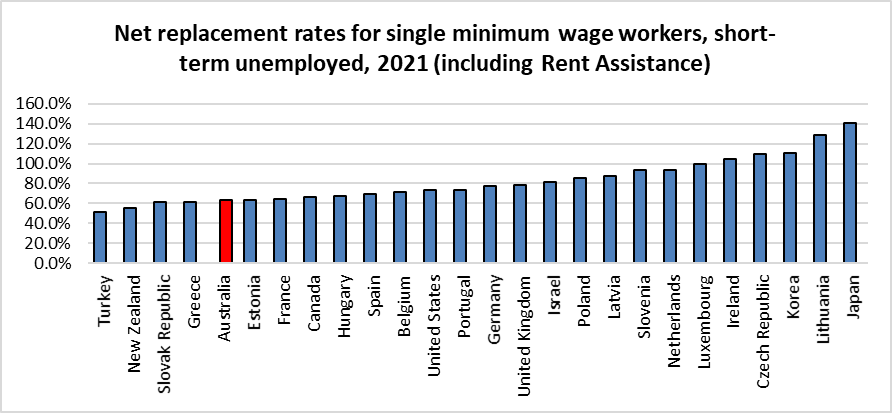 Net replacement rates for single minimum wage workers, short-
term unemployed, 2021 (including Rent Assistance)
160.0%
140.0%
120.0%
100.0%
80.0%
60.0%
40.0%
20.0%
0.0%
Turkey
New Zealand
Slovak Republic
Greece
Australia
Estonia
France
Canada
Hungary
Spain
Belgium
United States
Portugal
Germany
United Kingdom
Israel
Poland
Latvia
Slovenia
Netherlands
Luxembourg
Ireland
Czech Republic
Korea
Lithuania
Japan